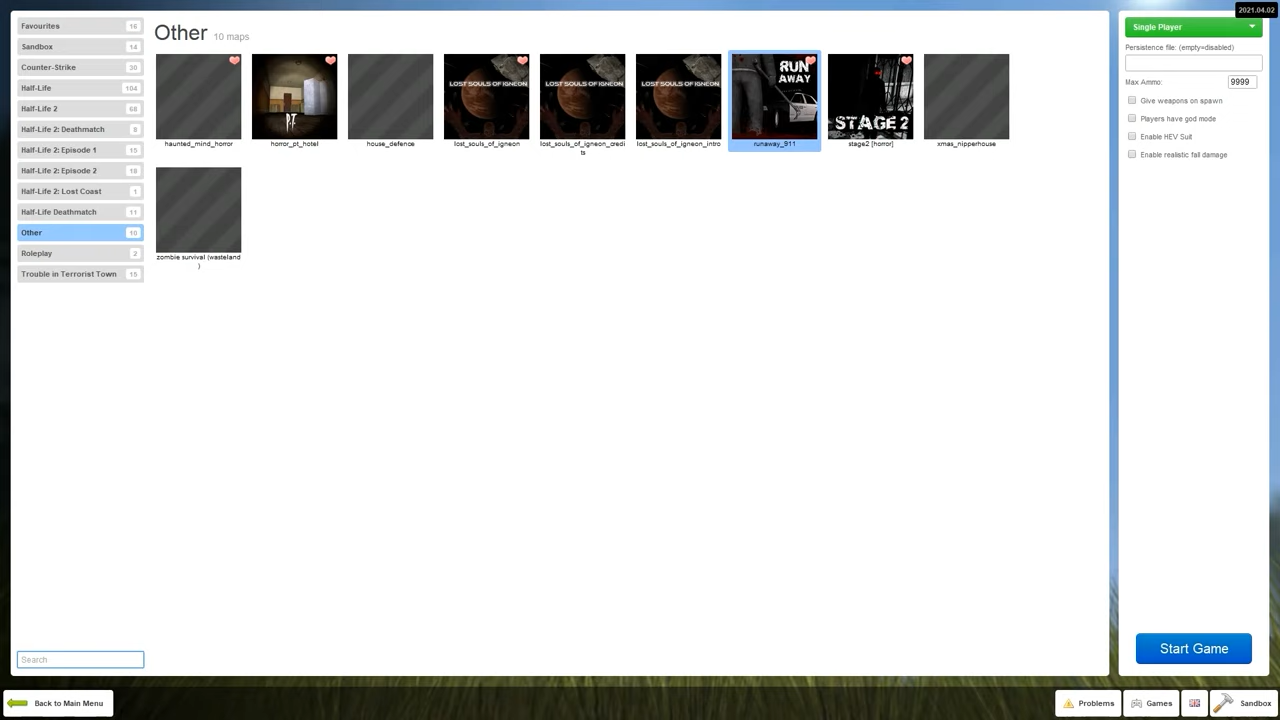 2021.04.02
Favourites 16
Sandbox 14
Counter-Strike 30
Half-Life 104
Half-Life 2 68
Half-Life 2: Deathmatch 8
Half-Life 2: Episode 1 15
Half-Life 2: Episode 2 18
Half-Life 2: Lost Coast 1
Half-Life Deathmatch 11
Other 10
Roleplay 2
Trouble in Terrorist Town 15
Search
Other 10 maps
haunted_mind_horror
P.T
horror_pt_hotel
house_defence
LOST SOULS OF IGNEON
lost_souls_of_igneon
LOST SOULS OF IGNEON
lost_souls_of_igneon_credi
ts
LOST SOULS OF IGNEON
lost_souls_of_igneon_intro
RUN
AWAY
runaway_911
STAGE 2
stage2 [horror]
xmas_nipperhouse
zombie survival (wasteland
)
Single Player
Persistence file: (empty=disabled)
Max Ammo: 9999
Give weapons on spawn
Players have god mode
Enable HEV Suit
Enable realistic fall damage
Start Game
Back to Main Menu
Problems
Games
Sandbox